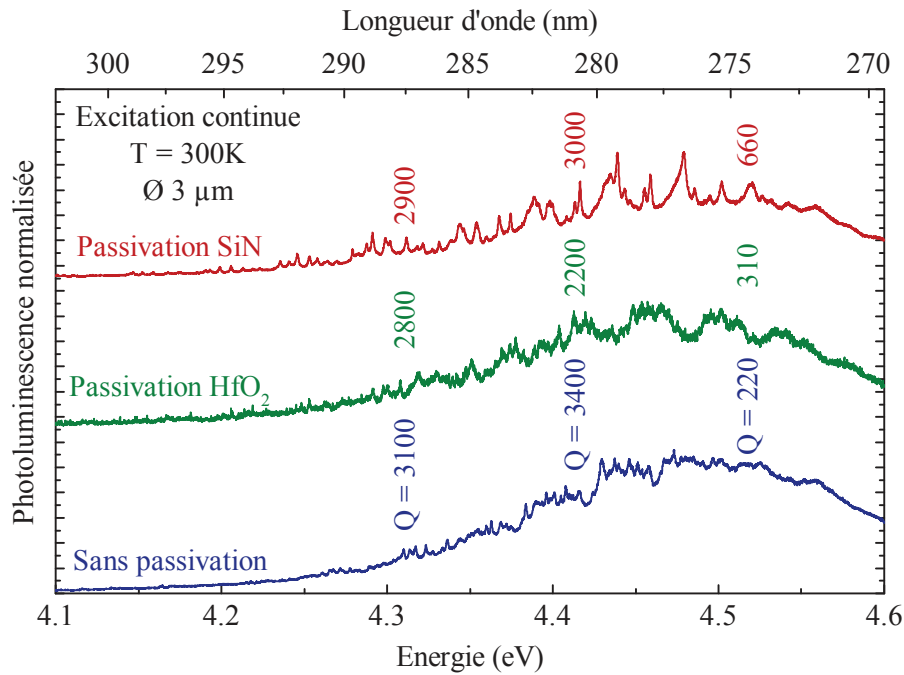 Longueur d'onde (nm)
300 295 290 285 280 275 270
Photoluminescence normalisée
Excitation continue
T = 300K
Ø 3 µm
2900
3000
660
Passivation SiN
2800
2200
310
Passivation HfO₂
Q = 3100
Q = 3400
Q = 220
Sans passivation
4.1 4.2 4.3 4.4 4.5 4.6
Energie (eV)